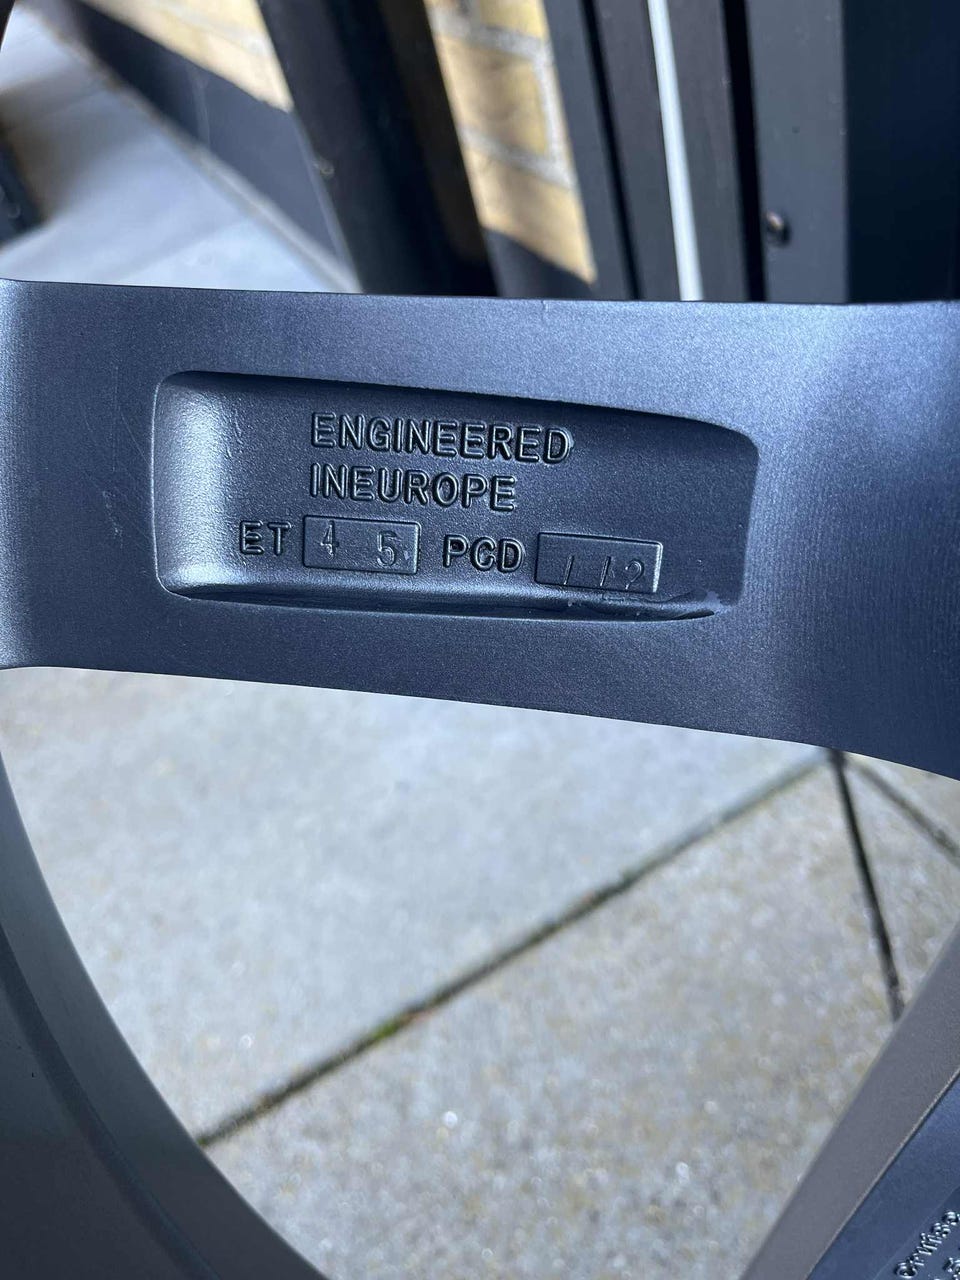 ENGINEERED
INEUROPE
ET 45 PCD 112